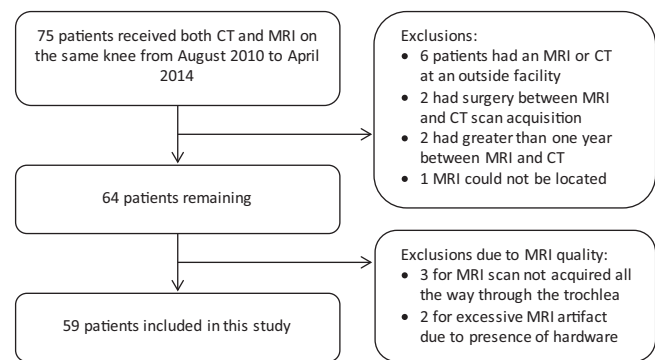 75 patients received both CT and MRI on
the same knee from August 2010 to April
2014
Exclusions:
• 6 patients had an MRI or CT
at an outside facility
• 2 had surgery between MRI
and CT scan acquisition
• 2 had greater than one year
between MRI and CT
• 1 MRI could not be located
64 patients remaining
Exclusions due to MRI quality:
• 3 for MRI scan not acquired all
the way through the trochlea
• 2 for excessive MRI artifact
due to presence of hardware
59 patients included in this study